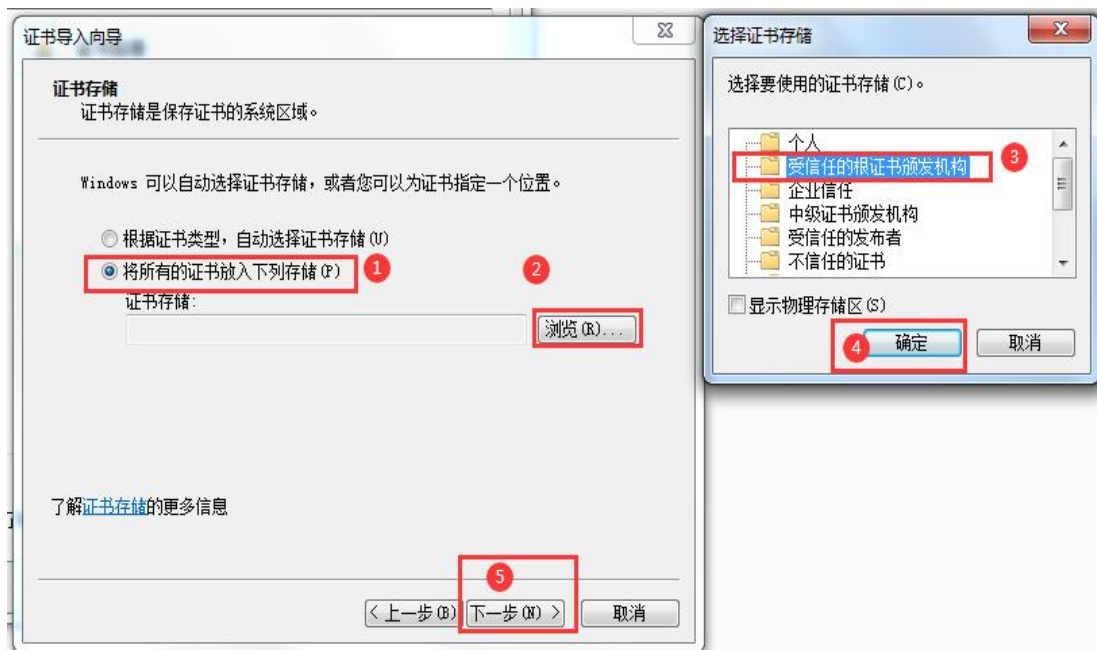 证书导入向导
证书存储
证书存储是保存证书的系统区域。
Windows 可以自动选择证书存储，或者您可以为证书指定一个位置。
根据证书类型，自动选择证书存储(U)
将所有的证书放入下列存储(P)
1
2
证书存储:
浏览(R)...
了解证书存储的更多信息
5
< 上一步(B)
下一步(N) >
取消
选择证书存储
选择要使用的证书存储(C)。
个人
受信任的根证书颁发机构
3
企业信任
中级证书颁发机构
受信任的发布者
不信任的证书
显示物理存储区(S)
4
确定
取消